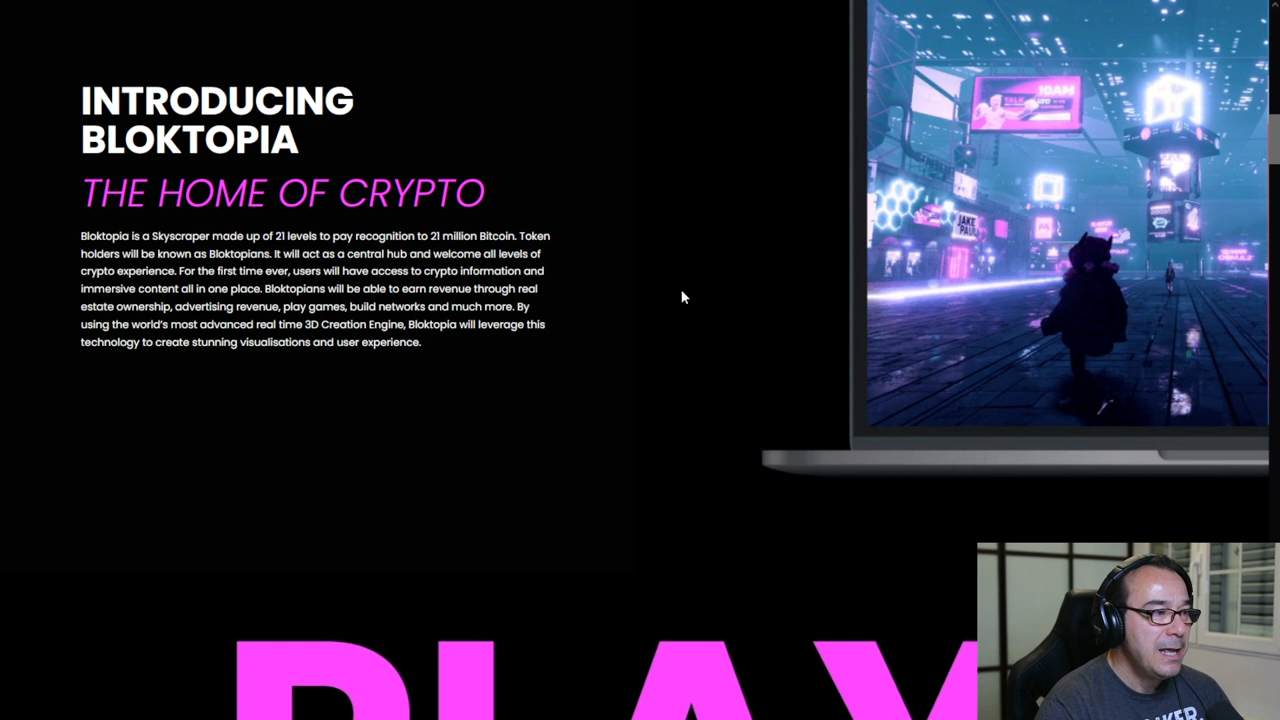 INTRODUCING
BLOKTOPIA
THE HOME OF CRYPTO
Bloktopia is a Skyscraper made up of 21 levels to pay recognition to 21 million Bitcoin. Token
holders will be known as Bloktopians. It will act as a central hub and welcome all levels of
crypto experience. For the first time ever, users will have access to crypto information and
immersive content all in one place. Bloktopians will be able to earn revenue through real
estate ownership, advertising revenue, play games, build networks and much more. By
using the world's most advanced real time 3D Creation Engine, Bloktopia will leverage this
technology to create stunning visualisations and user experience.
10AM
TALK
JAKE
PAUL
PLAY